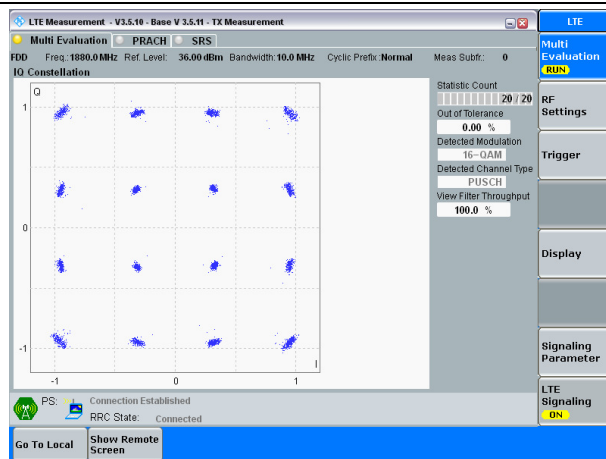 LTE Measurement - V3.5.10 - Base V 3.5.11 - TX Measurement
LTE
Multi Evaluation PRACH SRS
Multi Evaluation
RUN
FDD Freq.: 1880.0 MHz Ref. Level: 36.00 dBm Bandwidth: 10.0 MHz Cyclic Prefix: Normal Meas Subfr.: 0
IQ Constellation
Q
1
0
-1
-1 0 1
I
Statistic Count
20 / 20
Out of Tolerance
0.00 %
Detected Modulation
16-QAM
Detected Channel Type
PUSCH
View Filter Throughput
100.0 %
RF
Settings
Trigger
Display
Signaling
Parameter
LTE
Signaling
ON
PS: Connection Established
RRC State: Connected
Go To Local
Show Remote
Screen